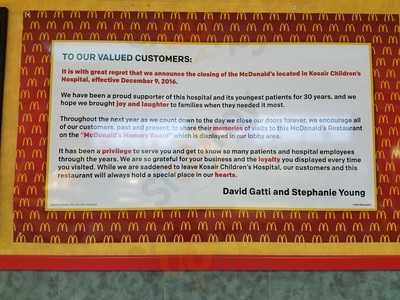 TO OUR VALUED CUSTOMERS:
It is with great regret that we announce the closing of the McDonald's located in Kosair Children's
Hospital, effective December 9, 2016.
We have been a proud supporter of this hospital and its youngest patients for 30 years, and we
hope we brought joy and laughter to families when they needed it most.
Throughout the next year as we count down to the day we close our doors forever, we encourage all
of our customers, past and present, to share their memories of visits to this McDonald's Restaurant
on the "McDonald's Memory Board" which is displayed in our lobby area.
It has been a privilege to serve you and get to know so many patients and hospital employees
through the years. We are so grateful for your business and the loyalty you displayed every time
you visited. While we are saddened to leave Kosair Children's Hospital, our customers and this
restaurant will always hold a special place in our hearts.
David Gatti and Stephanie Young